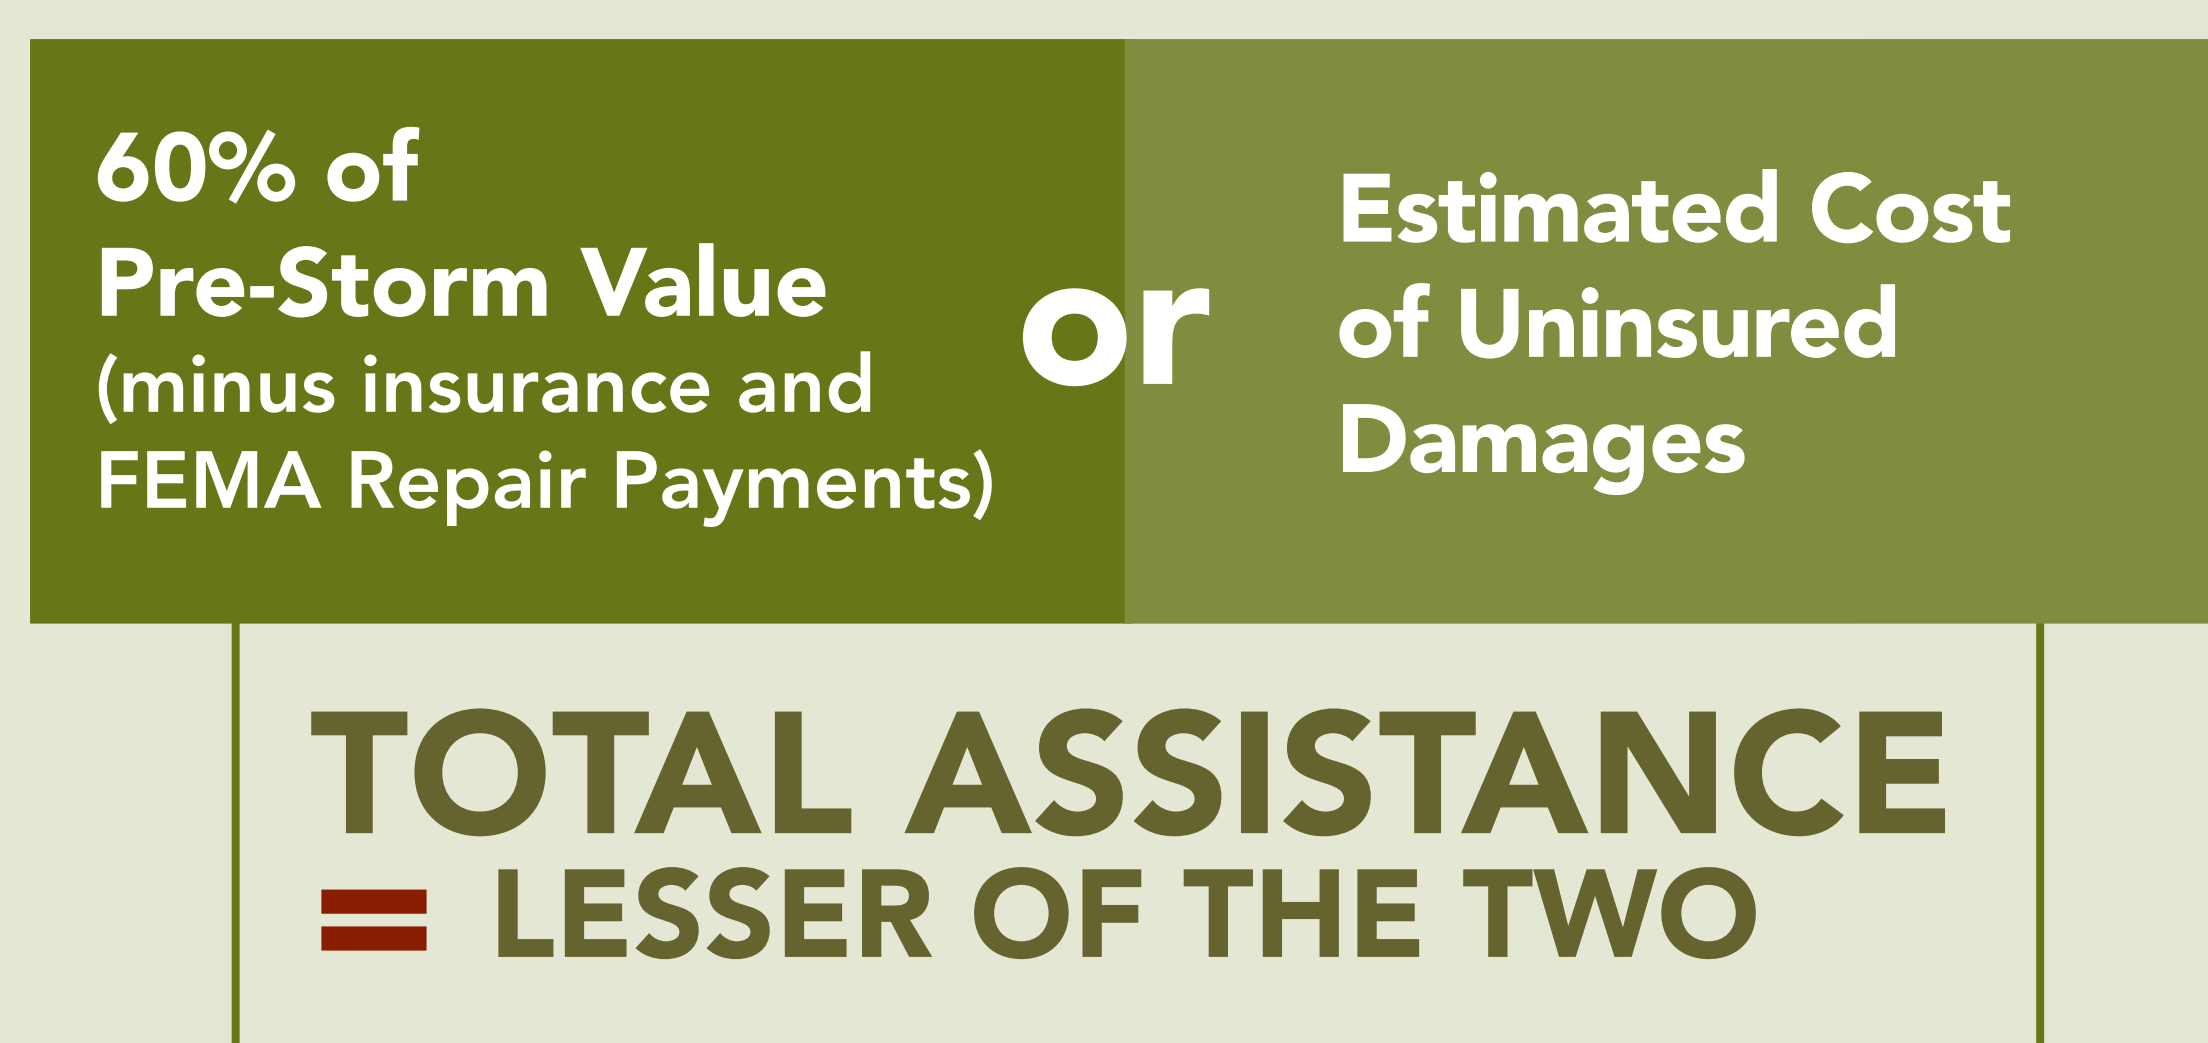 60% of
Pre-Storm Value
(minus insurance and
FEMA Repair Payments)
or
Estimated Cost
of Uninsured
Damages
TOTAL ASSISTANCE
= LESSER OF THE TWO